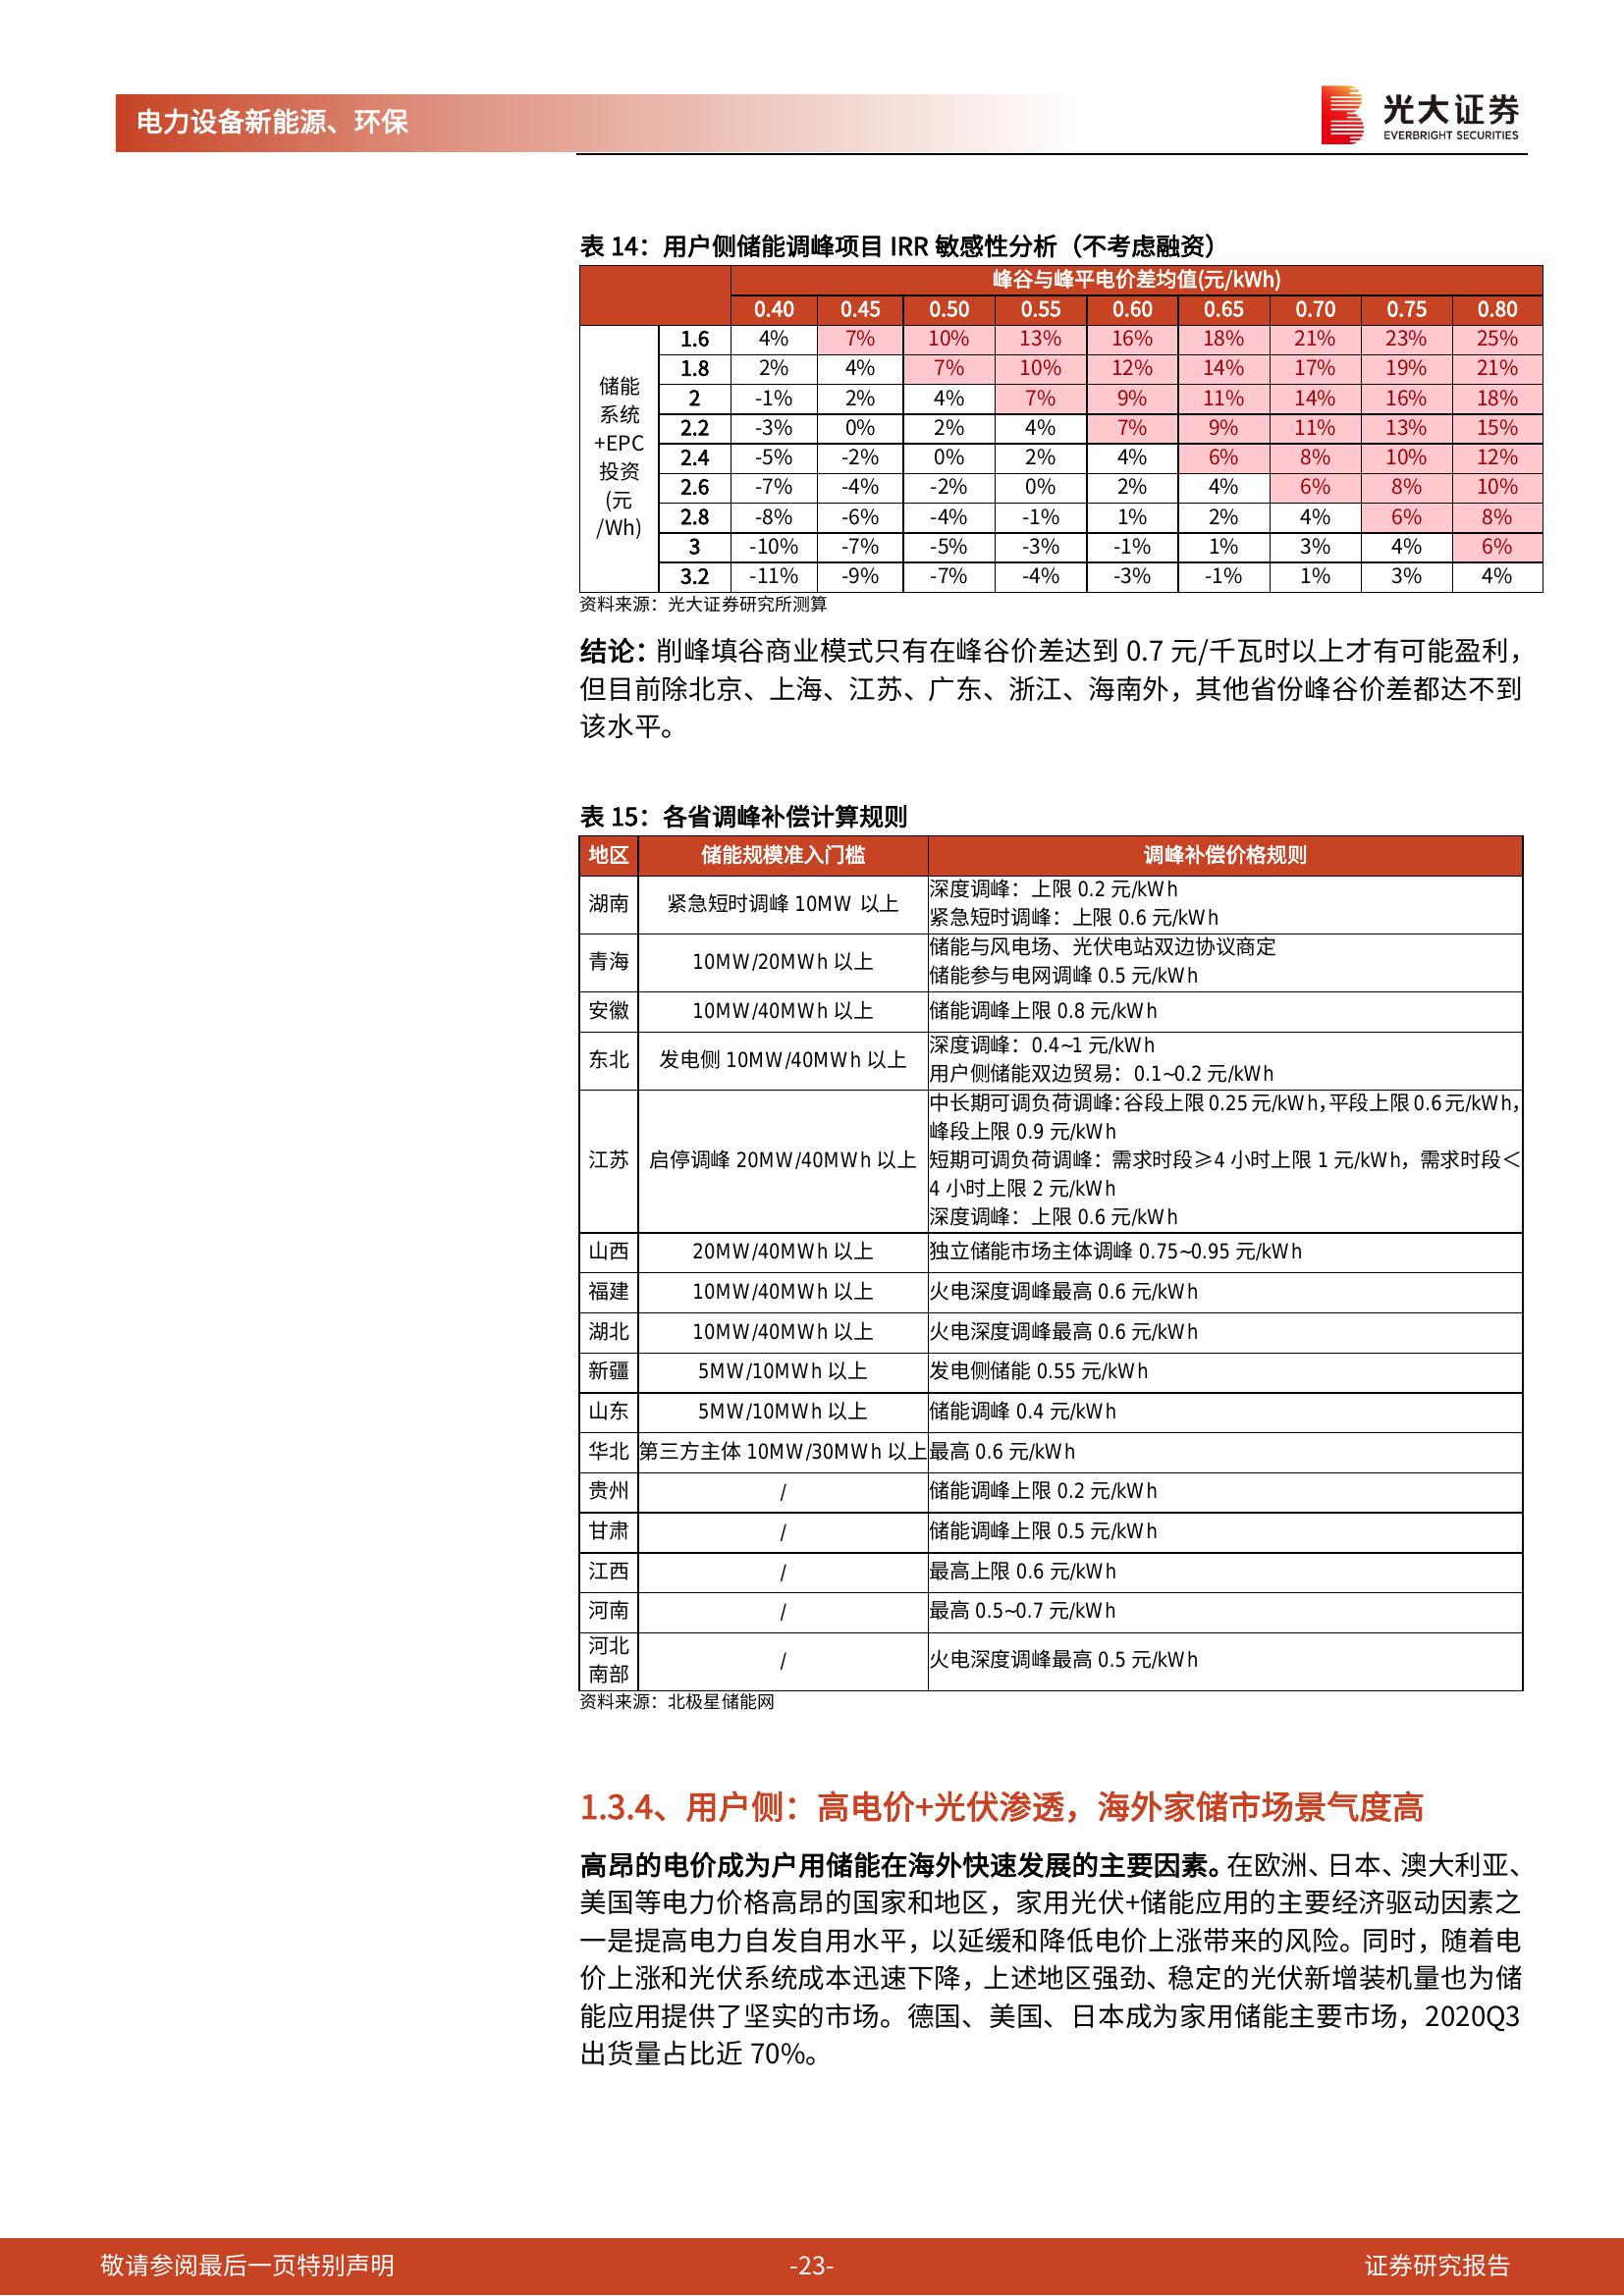 电力设备新能源、环保
光大证券
EVERBRIGHT SECURITIES
表 14：用户侧储能调峰项目 IRR 敏感性分析（不考虑融资）
峰谷与峰平电价差均值(元/kWh)
0.40 0.45 0.50 0.55 0.60 0.65 0.70 0.75 0.80
储能
系统
+EPC
投资
(元
/Wh)
1.6 4% 7% 10% 13% 16% 18% 21% 23% 25%
1.8 2% 4% 7% 10% 12% 14% 17% 19% 21%
2 -1% 2% 4% 7% 9% 11% 14% 16% 18%
2.2 -3% 0% 2% 4% 7% 9% 11% 13% 15%
2.4 -5% -2% 0% 2% 4% 6% 8% 10% 12%
2.6 -7% -4% -2% 0% 2% 4% 6% 8% 10%
2.8 -8% -6% -4% -1% 1% 2% 4% 6% 8%
3 -10% -7% -5% -3% -1% 1% 3% 4% 6%
3.2 -11% -9% -7% -4% -3% -1% 1% 3% 4%
资料来源：光大证券研究所测算
结论：削峰填谷商业模式只有在峰谷价差达到 0.7 元/千瓦时以上才有可能盈利，
但目前除北京、上海、江苏、广东、浙江、海南外，其他省份峰谷价差都达不到
该水平。
表 15：各省调峰补偿计算规则
地区 储能规模准入门槛 调峰补偿价格规则
湖南 紧急短时调峰 10MW 以上 深度调峰：上限 0.2 元/kWh
紧急短时调峰：上限 0.6 元/kWh
青海 10MW/20MWh 以上 储能与风电场、光伏电站双边协议商定
储能参与电网调峰 0.5 元/kWh
安徽 10MW/40MWh 以上 储能调峰上限 0.8 元/kWh
东北 发电侧 10MW/40MWh 以上 深度调峰：0.4~1 元/kWh
用户侧储能双边贸易：0.1~0.2 元/kWh
江苏 启停调峰 20MW/40MWh 以上 中长期可调负荷调峰：谷段上限 0.25 元/kWh，平段上限 0.6 元/kWh，
峰段上限 0.9 元/kWh
短期可调负荷调峰：需求时段≥4 小时上限 1 元/kWh，需求时段＜
4 小时上限 2 元/kWh
深度调峰：上限 0.6 元/kWh
山西 20MW/40MWh 以上 独立储能市场主体调峰 0.75~0.95 元/kWh
福建 10MW/40MWh 以上 火电深度调峰最高 0.6 元/kWh
湖北 10MW/40MWh 以上 火电深度调峰最高 0.6 元/kWh
新疆 5MW/10MWh 以上 发电侧储能 0.55 元/kWh
山东 5MW/10MWh 以上 储能调峰 0.4 元/kWh
华北 第三方主体 10MW/30MWh 以上 最高 0.6 元/kWh
贵州 / 储能调峰上限 0.2 元/kWh
甘肃 / 储能调峰上限 0.5 元/kWh
江西 / 最高上限 0.6 元/kWh
河南 / 最高 0.5~0.7 元/kWh
河北
南部 / 火电深度调峰最高 0.5 元/kWh
资料来源：北极星储能网
1.3.4、用户侧：高电价+光伏渗透，海外家储市场景气度高
高昂的电价成为户用储能在海外快速发展的主要因素。在欧洲、日本、澳大利亚、
美国等电力价格高昂的国家和地区，家用光伏+储能应用的主要经济驱动因素之
一是提高电力自发自用水平，以延缓和降低电价上涨带来的风险。同时，随着电
价上涨和光伏系统成本迅速下降，上述地区强劲、稳定的光伏新增装机量也为储
能应用提供了坚实的市场。德国、美国、日本成为家用储能主要市场，2020Q3
出货量占比近 70%。
敬请参阅最后一页特别声明 -23- 证券研究报告